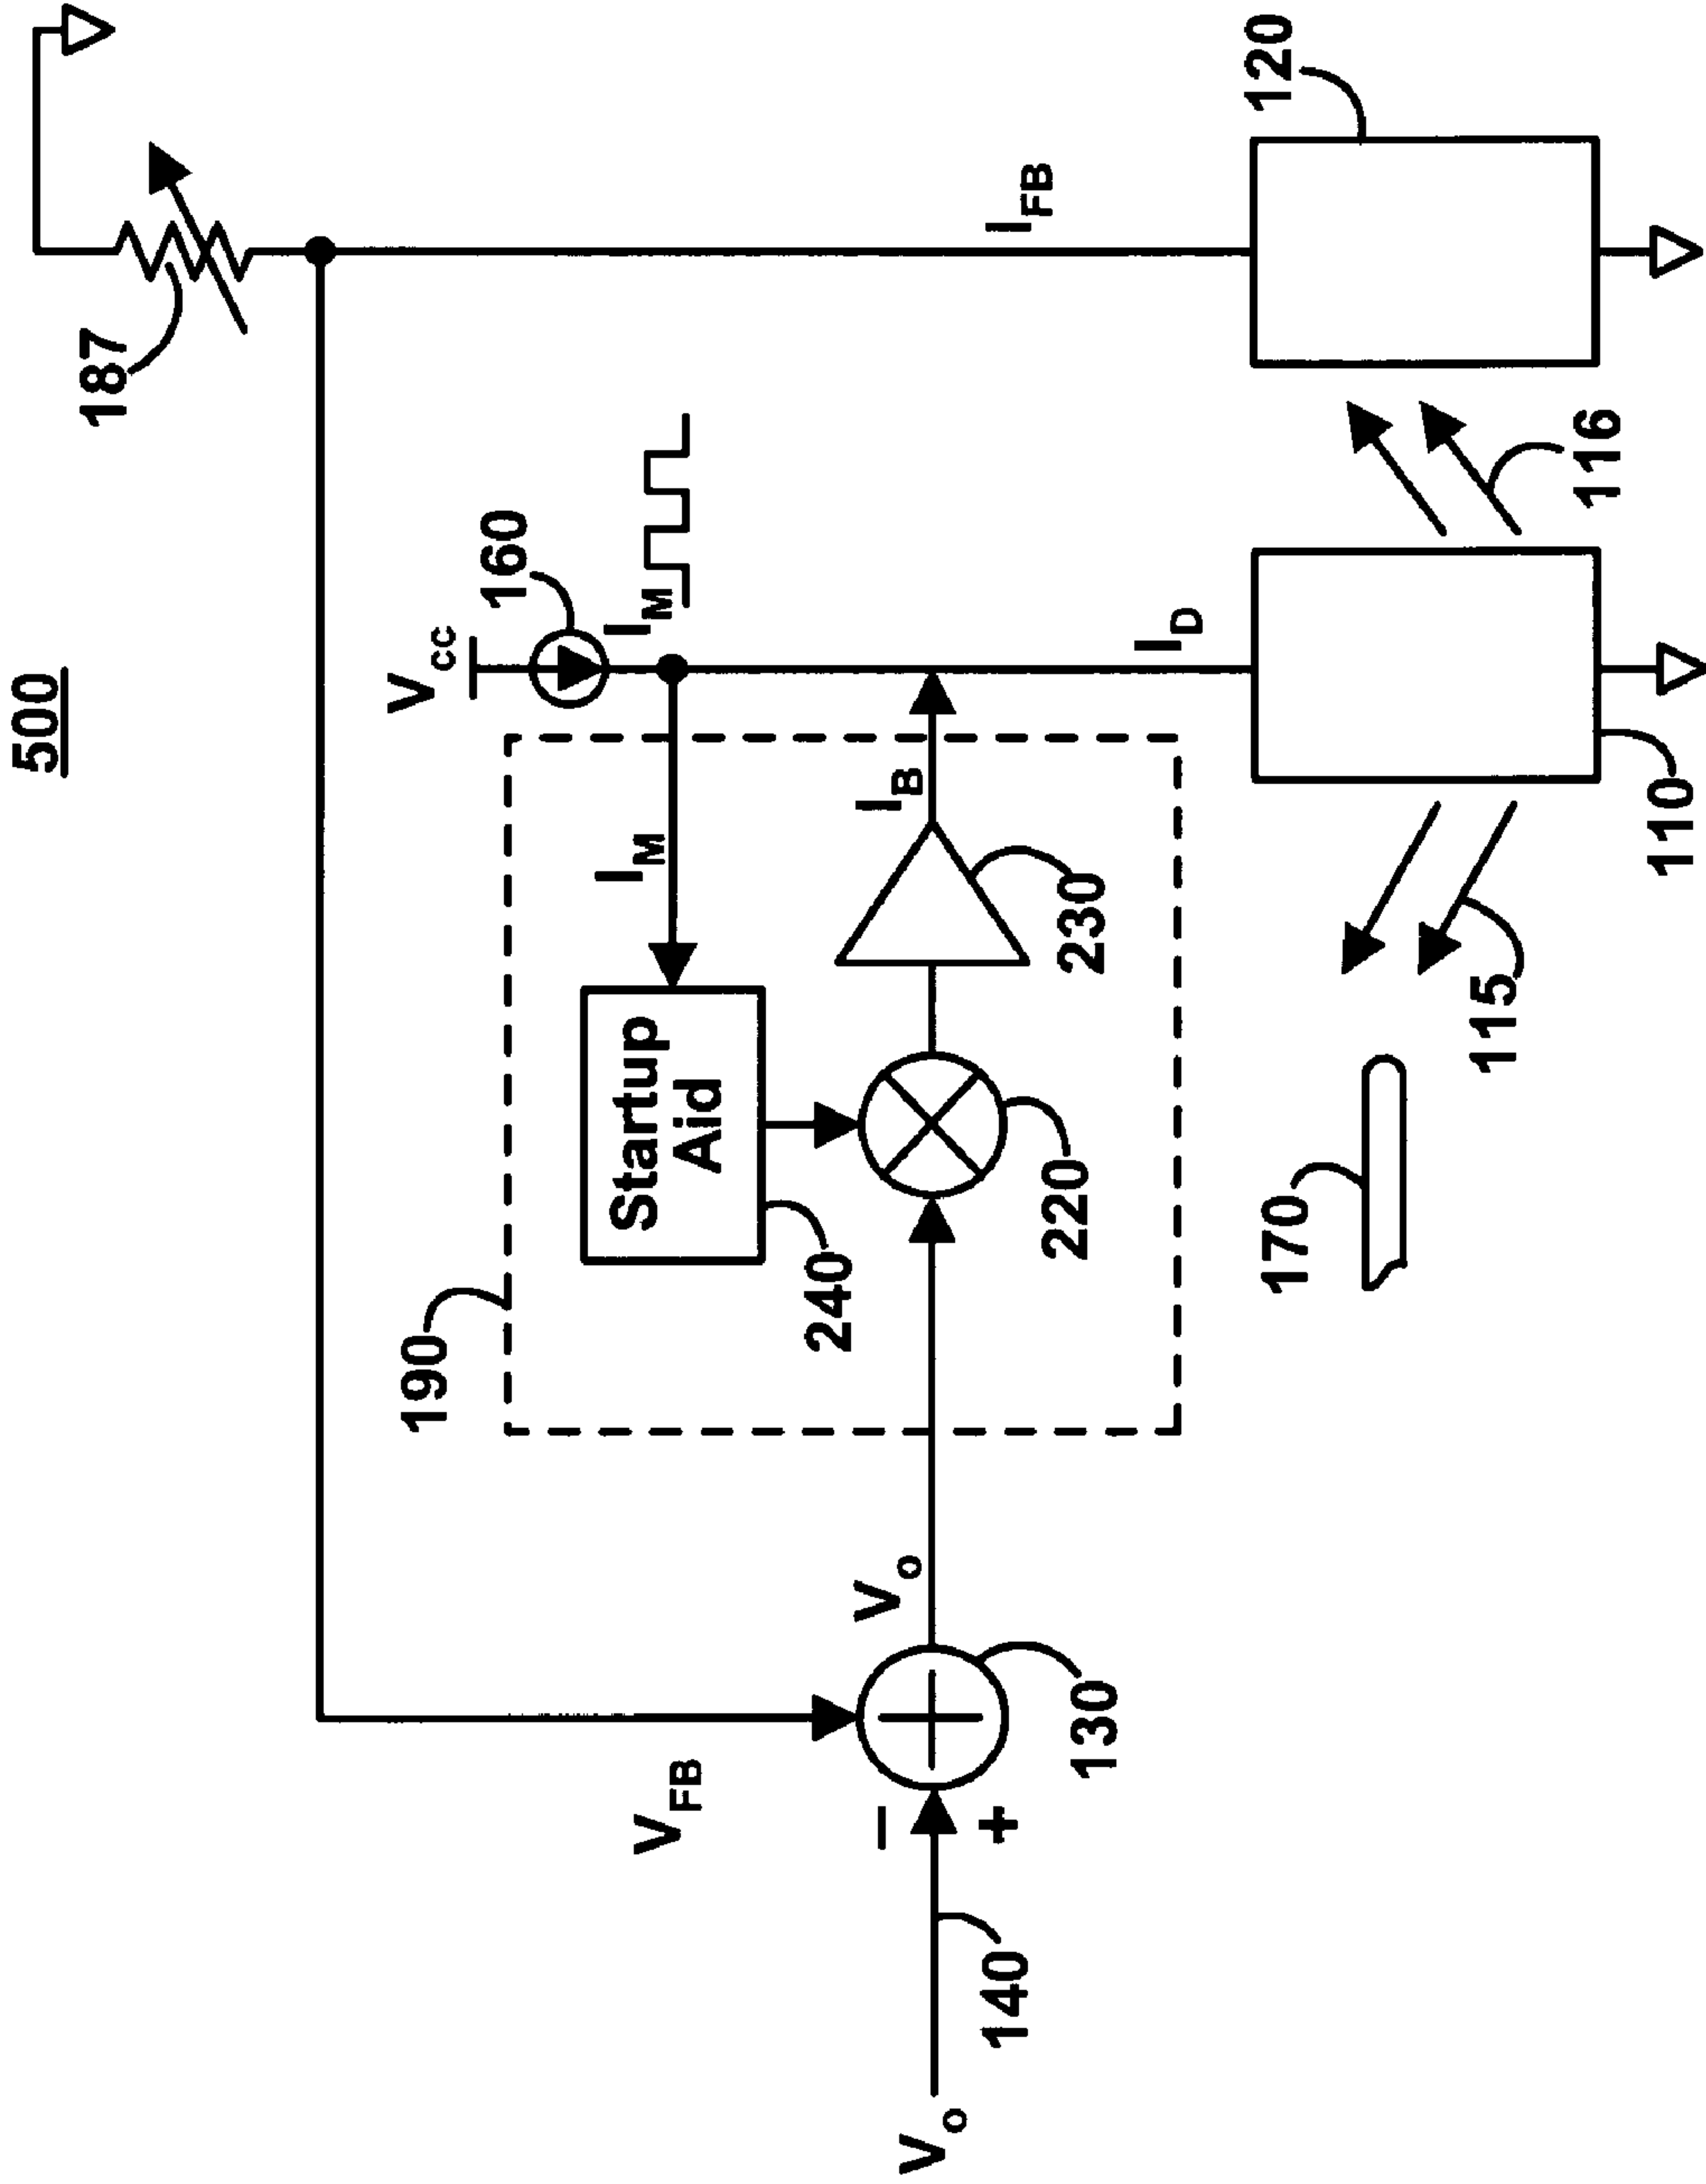 500
187
Vcc
190
160
IM
IM
Startup
Aid
VFB
240
Vo
IB
−
Vo
+
140
IFB
220
230
130
ID
120
170
115
116
110